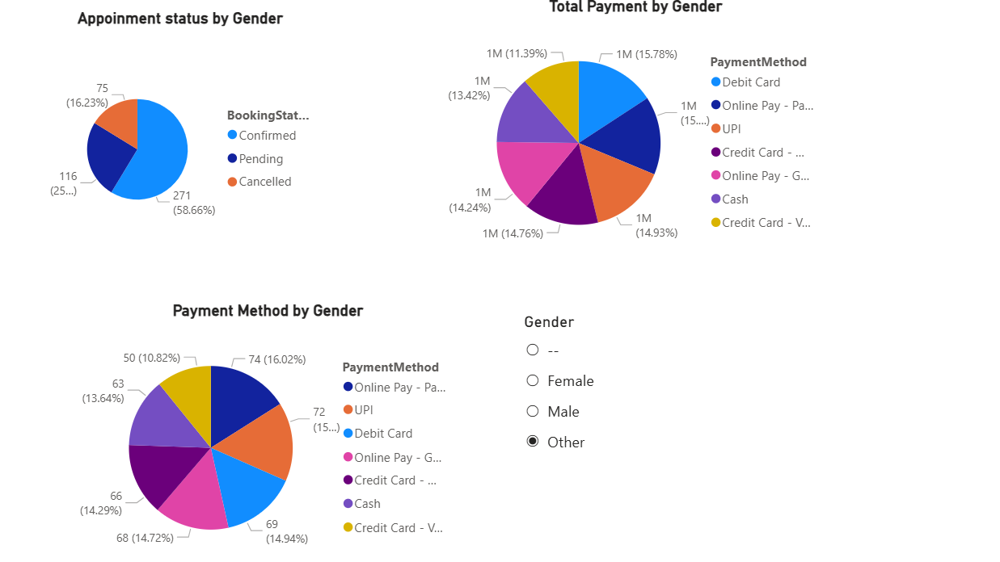 Appoinment status by Gender
75
(16.23%)
116
(25...)
271
(58.66%)
BookingStat...
Confirmed
Pending
Cancelled
Total Payment by Gender
1M (11.39%)
1M (15.78%)
1M
(13.42%)
1M
(15....)
1M
(14.24%)
1M (14.76%)
1M
(14.93%)
PaymentMethod
Debit Card
Online Pay - Pa...
UPI
Credit Card - ...
Online Pay - G...
Cash
Credit Card - V...
Payment Method by Gender
50 (10.82%)
74 (16.02%)
63
(13.64%)
72
(15...)
66
(14.29%)
68 (14.72%)
69
(14.94%)
PaymentMethod
Online Pay - Pa...
UPI
Debit Card
Online Pay - G...
Credit Card - ...
Cash
Credit Card - V...
Gender
--
Female
Male
Other